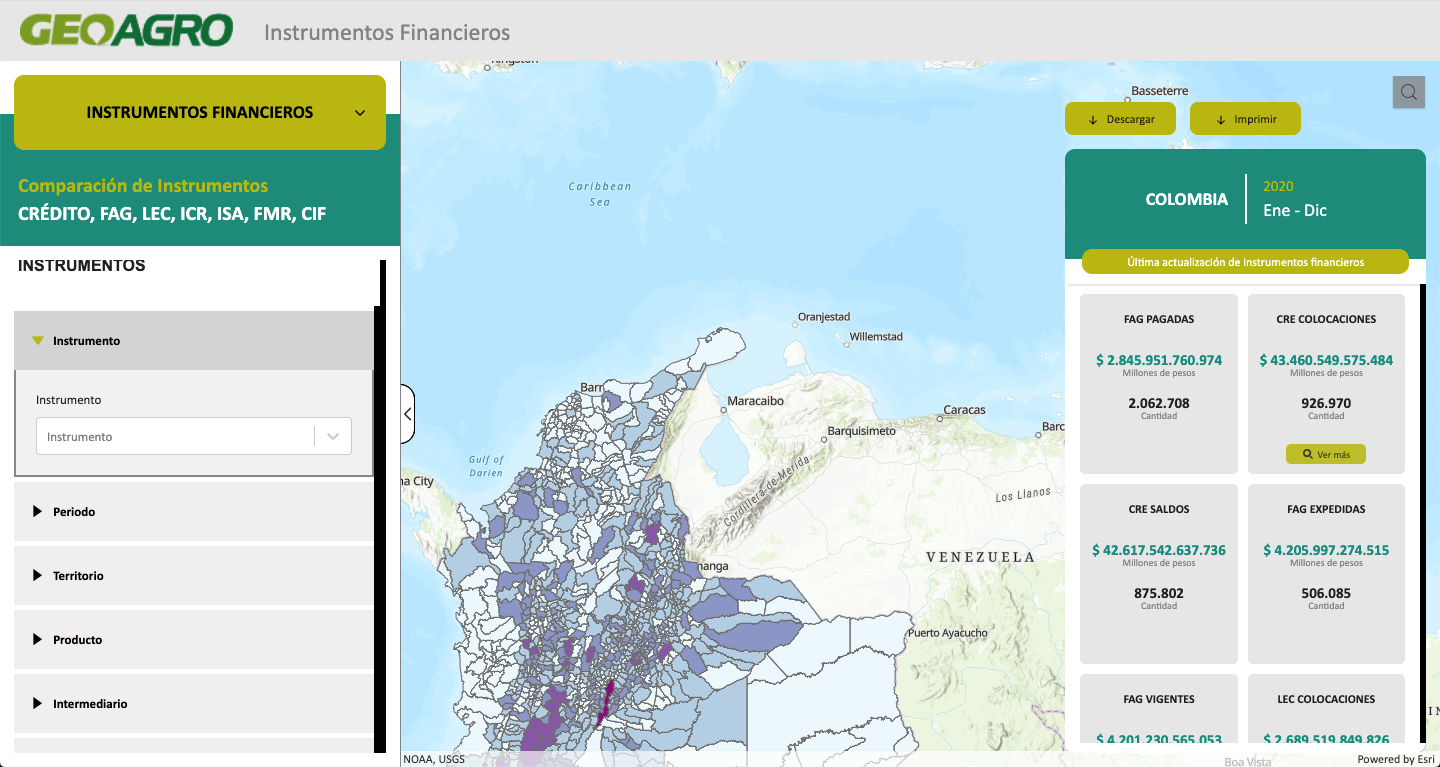 GEOAGRO
Instrumentos Financieros
INSTRUMENTOS FINANCIEROS
Comparación de Instrumentos
CRÉDITO, FAG, LEC, ICR, ISA, FMR, CIF
INSTRUMENTOS
Instrumento
Instrumento
Instrumento
Periodo
Territorio
Producto
Intermediario
Kingston
Basseterre
Caribbean
Sea
Oranjestad
Willemstad
Barr
Maracaibo
Caracas
Barquisimeto
Barc
Gulf of
Darien
na City
Cordillera de Merida
Los Llanos
VENEZUELA
manga
Puerto Ayacucho
Boa Vista
NOAA, USGS
Powered by Esri
Descargar
Imprimir
COLOMBIA
2020
Ene - Dic
Última actualización de instrumentos financieros
FAG PAGADAS
$ 2.845.951.760.974
Millones de pesos
2.062.708
Cantidad
CRE COLOCACIONES
$ 43.460.549.575.484
Millones de pesos
926.970
Cantidad
Ver más
CRE SALDOS
$ 42.617.542.637.736
Millones de pesos
875.802
Cantidad
FAG EXPEDIDAS
$ 4.205.997.274.515
Millones de pesos
506.085
Cantidad
FAG VIGENTES
$ 4.201.230.565.053
LEC COLOCACIONES
$ 2.689.519.849.826